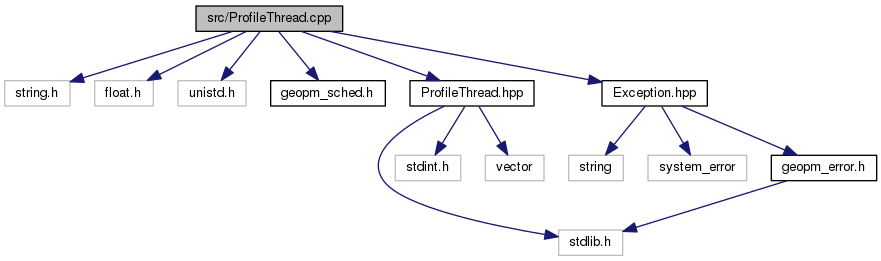 src/ProfileThread.cpp
string.h
float.h
unistd.h
geopm_sched.h
ProfileThread.hpp
Exception.hpp
stdint.h
vector
string
system_error
geopm_error.h
stdlib.h